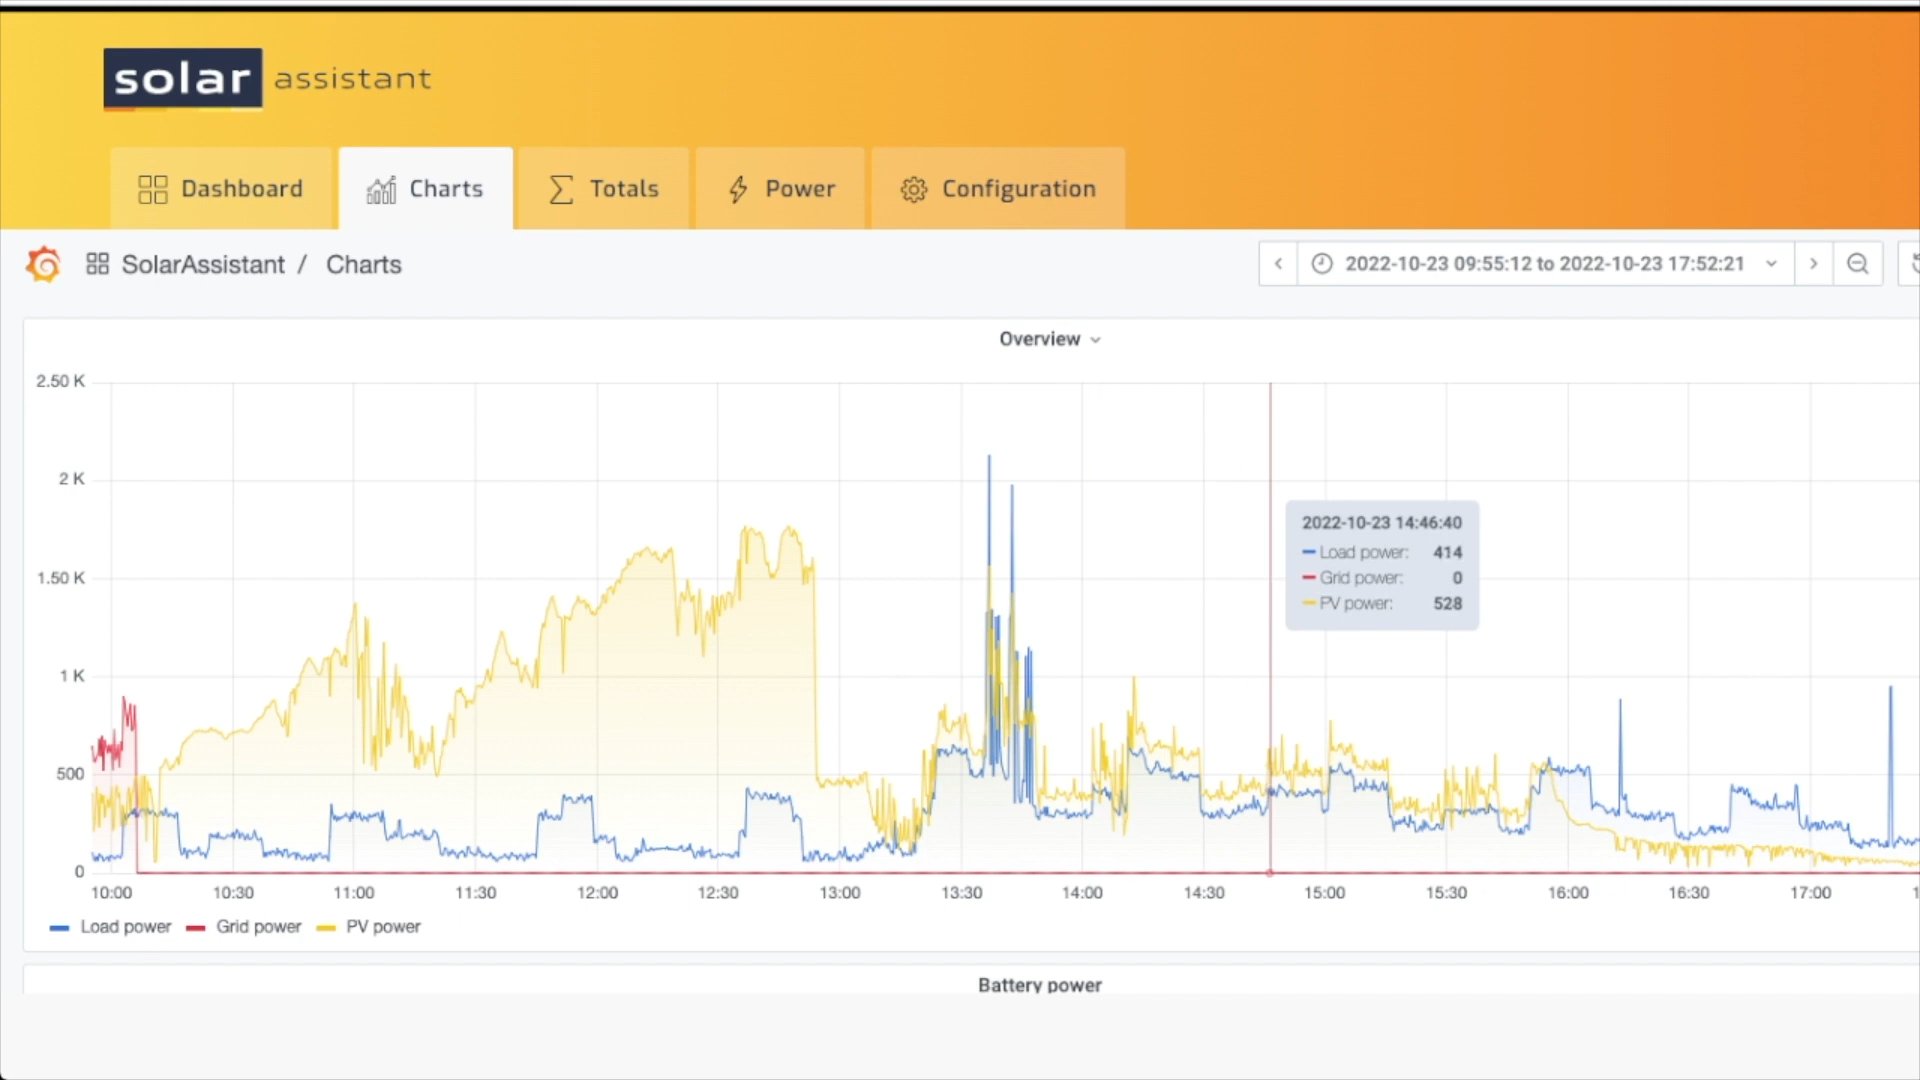 solar assistant
Dashboard Charts Totals Power Configuration
SolarAssistant / Charts
2022-10-23 09:55:12 to 2022-10-23 17:52:21
Overview
2.50 K
2 K
1.50 K
1 K
500
0
2022-10-23 14:46:40
Load power: 414
Grid power: 0
PV power: 528
10:00 10:30 11:00 11:30 12:00 12:30 13:00 13:30 14:00 14:30 15:00 15:30 16:00 16:30 17:00
Load power Grid power PV power
Battery power